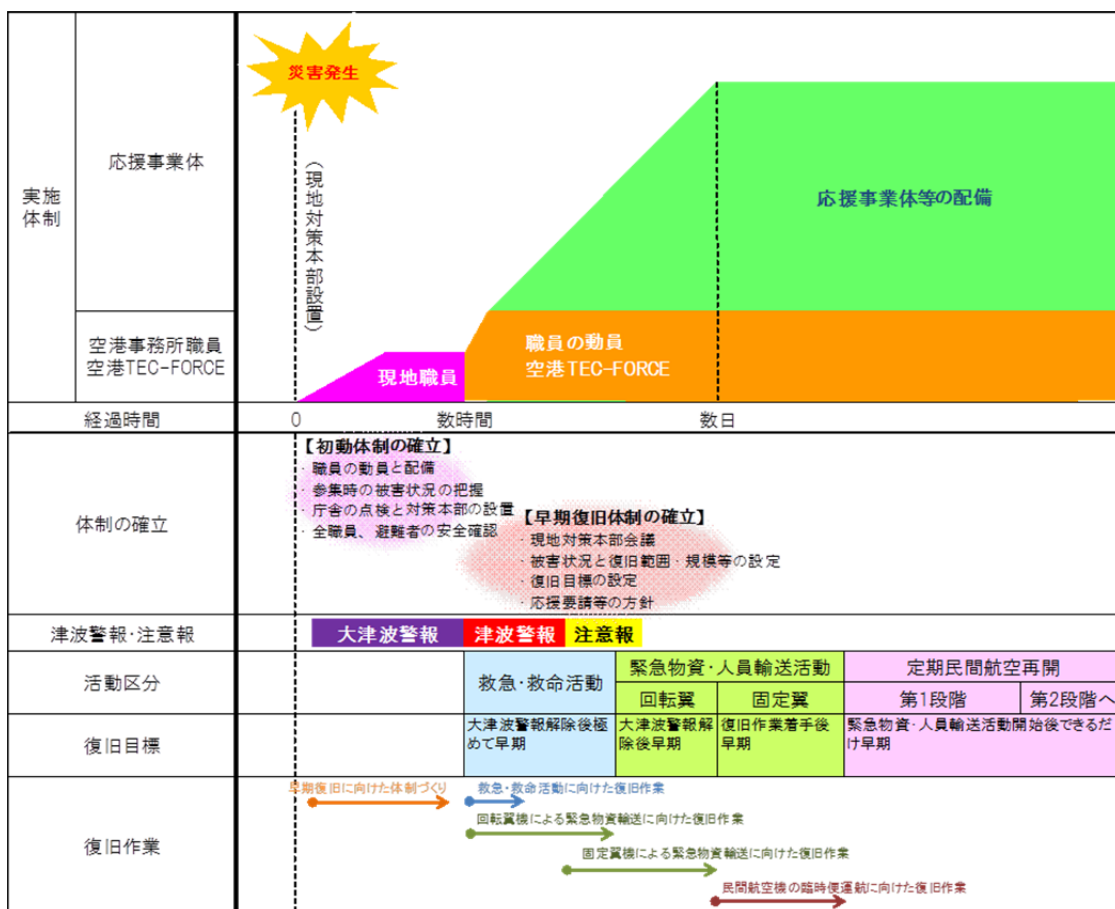 災害発生
実施
体制
応援事業体
(現地対策本部設置)
応援事業体等の配備
空港事務所職員
空港TEC-FORCE
現地職員
職員の動員
空港TEC-FORCE
経過時間
0
数時間
数日
体制の確立
【初動体制の確立】
・職員の動員と配備
・参集時の被害状況の把握
・庁舎の点検と対策本部の設置
・全職員、避難者の安全確認
【早期復旧体制の確立】
・現地対策本部会議
・被害状況と復旧範囲・規模等の設定
・復旧目標の設定
・応援要請等の方針
津波警報・注意報
大津波警報
津波警報
注意報
活動区分
救急・救命活動
緊急物資・人員輸送活動
回転翼
固定翼
定期民間航空再開
第1段階
第2段階へ
復旧目標
大津波警報解除後極
めて早期
大津波警報解
除後早期
復旧作業着手後
早期
緊急物資・人員輸送活動開始後できるだ
け早期
復旧作業
早期復旧に向けた体制づくり
救急・救命活動に向けた復旧作業
回転翼機による緊急物資輸送に向けた復旧作業
固定翼機による緊急物資輸送に向けた復旧作業
民間航空機の臨時便運航に向けた復旧作業